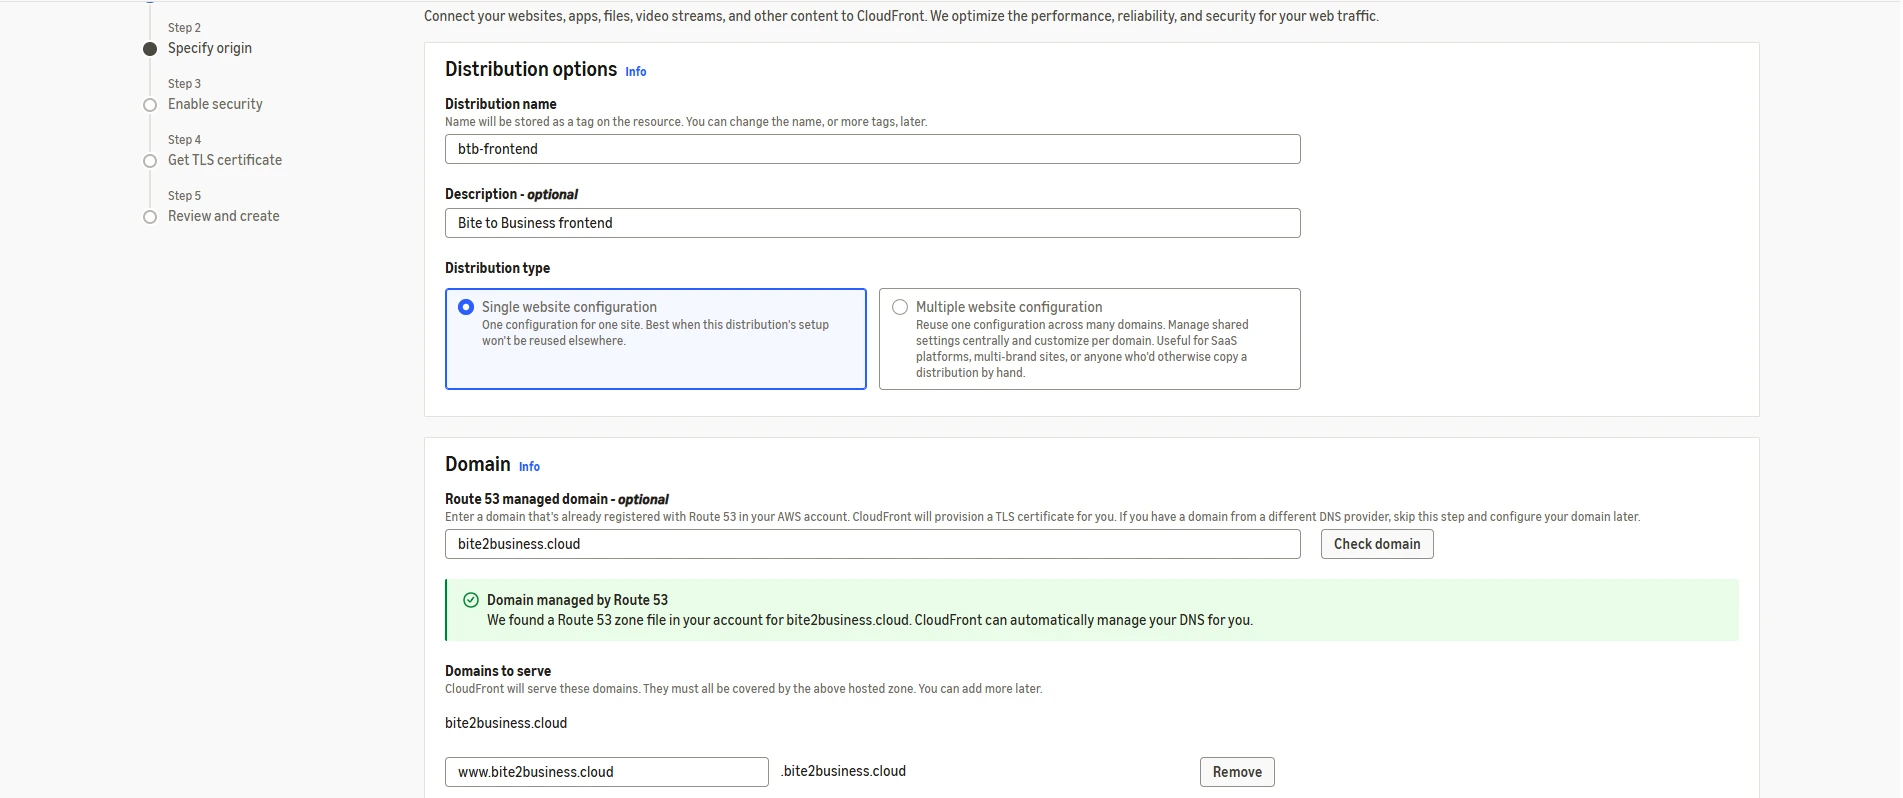 Step 2
Specify origin
Step 3
Enable security
Step 4
Get TLS certificate
Step 5
Review and create
Connect your websites, apps, files, video streams, and other content to CloudFront. We optimize the performance, reliability, and security for your web traffic.
Distribution options Info
Distribution name
Name will be stored as a tag on the resource. You can change the name, or more tags, later.
btb-frontend
Description - optional
Bite to Business frontend
Distribution type
Single website configuration
One configuration for one site. Best when this distribution's setup
won't be reused elsewhere.
Multiple website configuration
Reuse one configuration across many domains. Manage shared
settings centrally and customize per domain. Useful for SaaS
platforms, multi-brand sites, or anyone who'd otherwise copy a
distribution by hand.
Domain Info
Route 53 managed domain - optional
Enter a domain that's already registered with Route 53 in your AWS account. CloudFront will provision a TLS certificate for you. If you have a domain from a different DNS provider, skip this step and configure your domain later.
bite2business.cloud
Check domain
Domain managed by Route 53
We found a Route 53 zone file in your account for bite2business.cloud. CloudFront can automatically manage your DNS for you.
Domains to serve
CloudFront will serve these domains. They must all be covered by the above hosted zone. You can add more later.
bite2business.cloud
www.bite2business.cloud .bite2business.cloud Remove